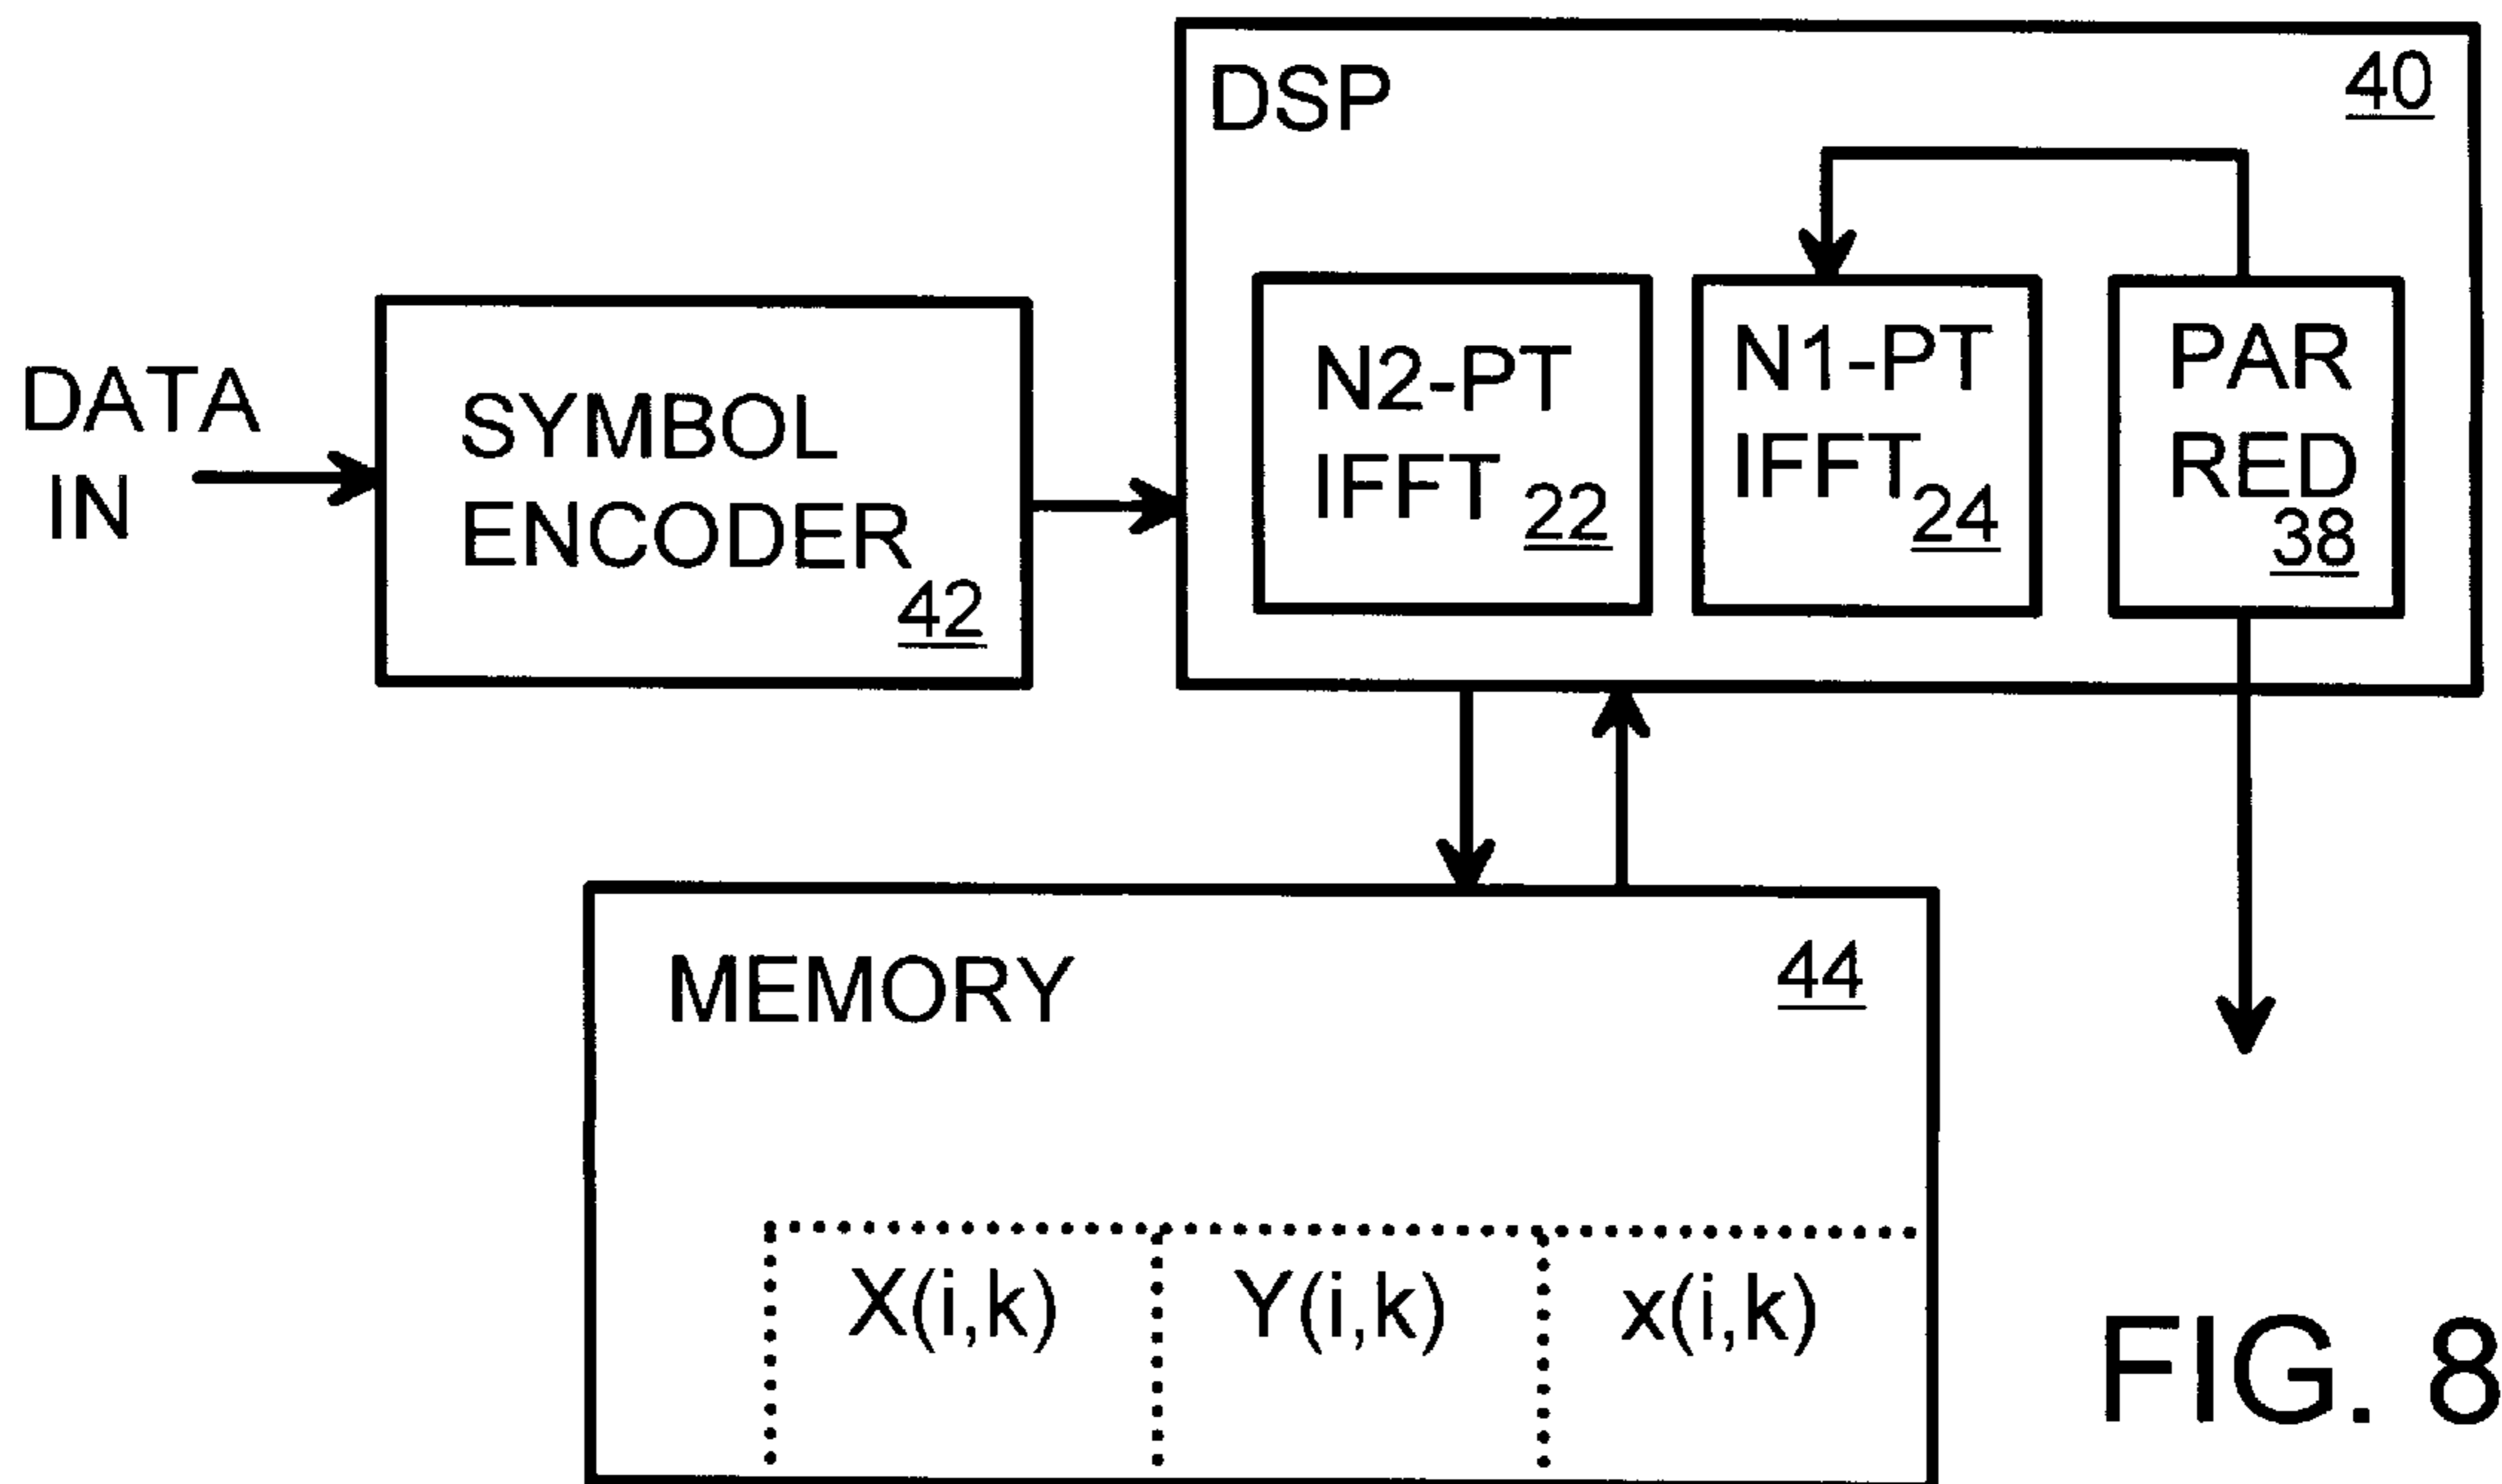 DSP
40
DATA
IN
SYMBOL
ENCODER
42
N2-PT
IFFT 22
N1-PT
IFFT 24
PAR
RED
38
MEMORY
44
X(i,k)
Y(i,k)
x(i,k)
FIG. 8